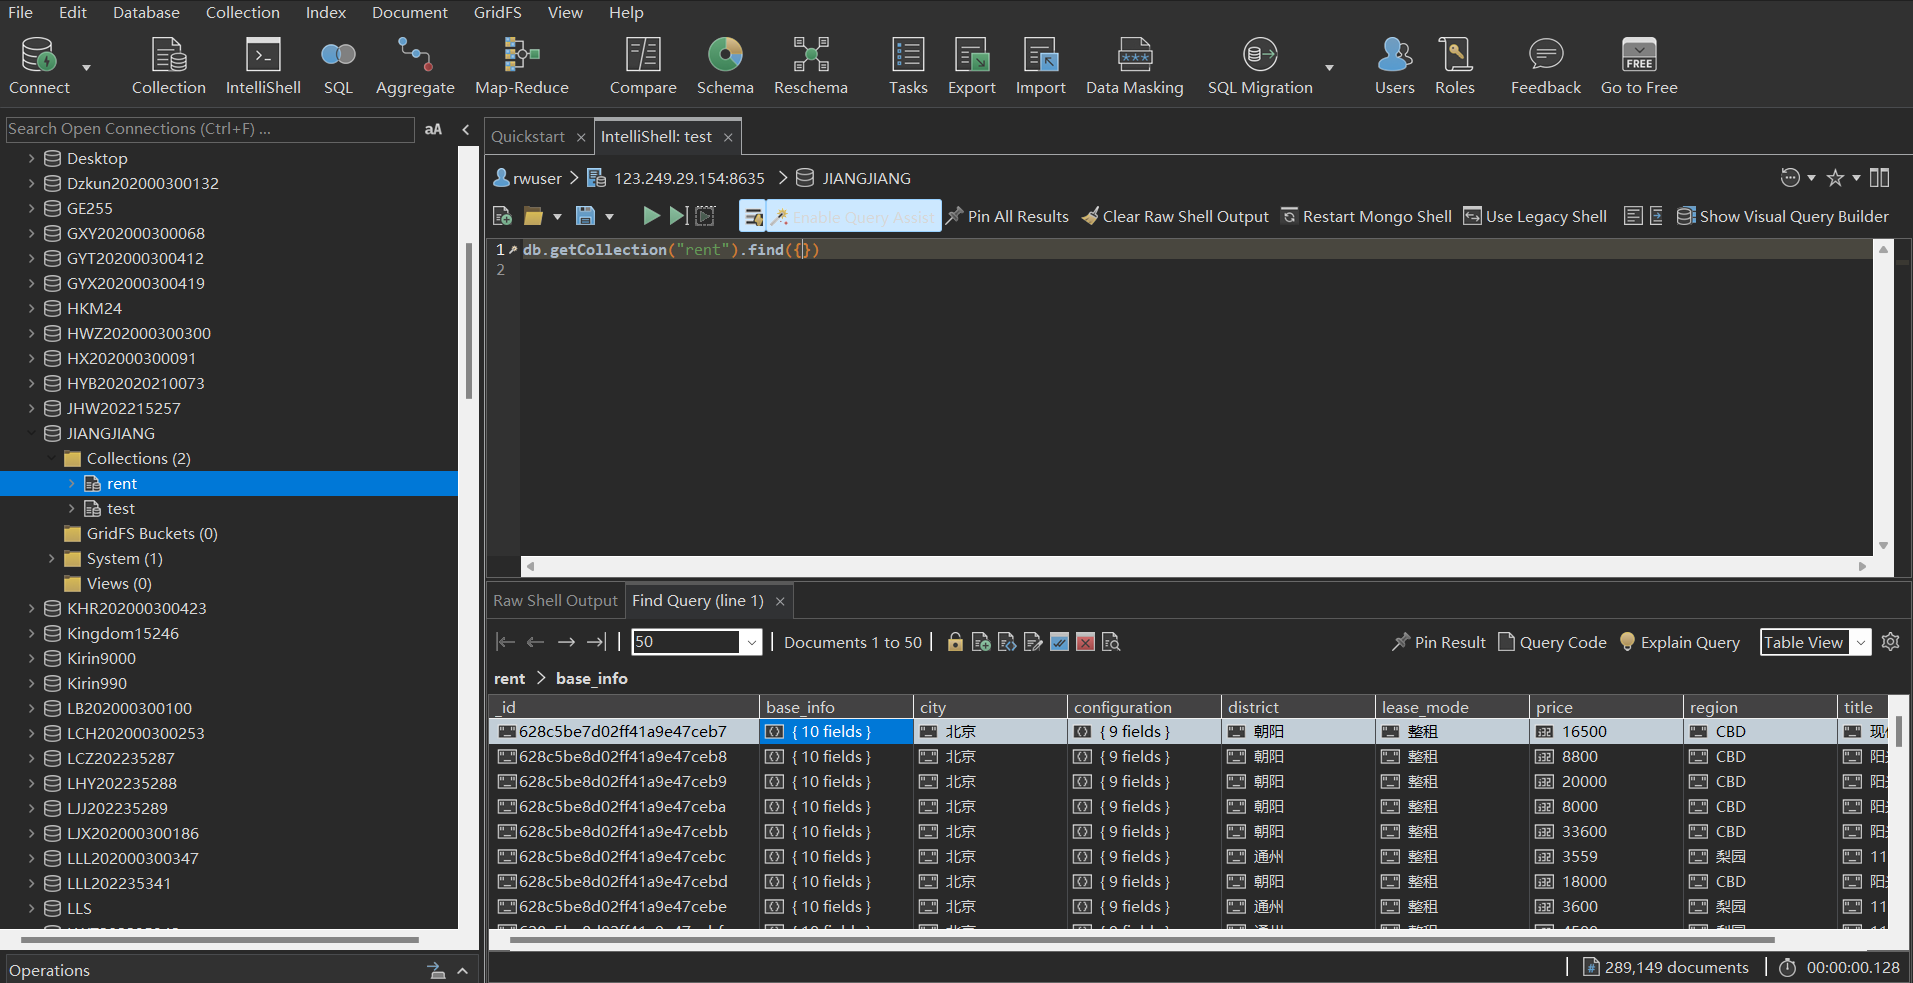 File Edit Database Collection Index Document GridFS View Help
Connect Collection IntelliShell SQL Aggregate Map-Reduce Compare Schema Reschema Tasks Export Import Data Masking SQL Migration Users Roles Feedback Go to Free
FREE
Search Open Connections (Ctrl+F) ... aA
Desktop
Dzkun202000300132
GE255
GXY202000300068
GYT202000300412
GYX202000300419
HKM24
HWZ202000300300
HX202000300091
HYB202020210073
JHW202215257
JIANGJIANG
Collections (2)
rent
test
GridFS Buckets (0)
System (1)
Views (0)
KHR202000300423
Kingdom15246
Kirin9000
Kirin990
LB202000300100
LCH202000300253
LCZ202235287
LHY202235288
LJJ202235289
LJX202000300186
LLL202000300347
LLL202235341
LLS
Operations
Quickstart × IntelliShell: test ×
rwuser > 123.249.29.154:8635 > JIANGJIANG
Enable Query Assist Pin All Results Clear Raw Shell Output Restart Mongo Shell Use Legacy Shell Show Visual Query Builder
1 db.getCollection("rent").find({})
2
Raw Shell Output Find Query (line 1) ×
50 Documents 1 to 50 Pin Result Query Code Explain Query Table View
rent > base_info
_id base_info city configuration district lease_mode price region title
628c5be7d02ff41a9e47ceb7 { 10 fields } 北京 { 9 fields } 朝阳 整租 16500 CBD
628c5be8d02ff41a9e47ceb8 { 10 fields } 北京 { 9 fields } 朝阳 整租 8800 CBD
628c5be8d02ff41a9e47ceb9 { 10 fields } 北京 { 9 fields } 朝阳 整租 20000 CBD
628c5be8d02ff41a9e47ceba { 10 fields } 北京 { 9 fields } 朝阳 整租 8000 CBD
628c5be8d02ff41a9e47cebb { 10 fields } 北京 { 9 fields } 朝阳 整租 33600 CBD
628c5be8d02ff41a9e47cebc { 10 fields } 北京 { 9 fields } 通州 整租 3559 梨园 11
628c5be8d02ff41a9e47cebd { 10 fields } 北京 { 9 fields } 朝阳 整租 18000 CBD
628c5be8d02ff41a9e47cebe { 10 fields } 北京 { 9 fields } 通州 整租 3600 梨园 11
289,149 documents 00:00:00.128